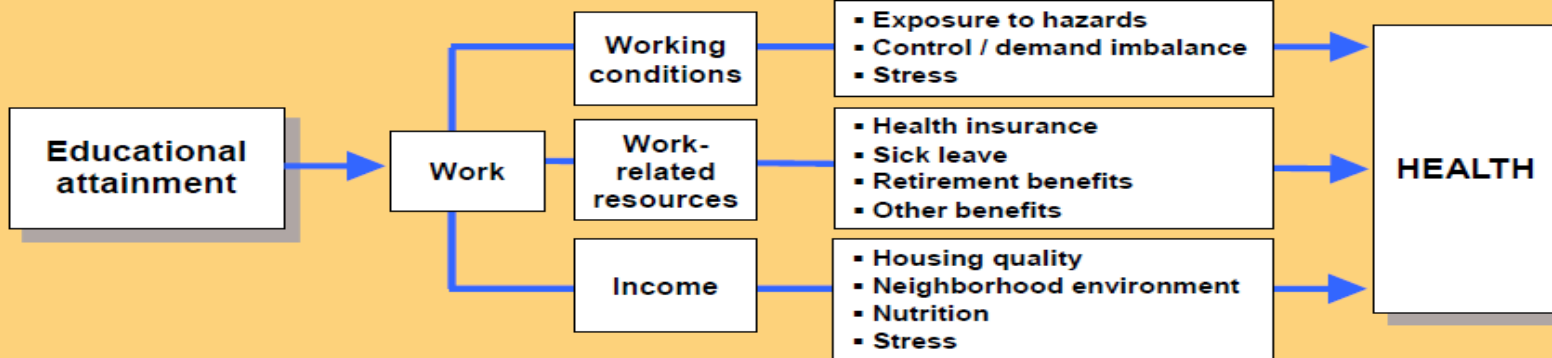 Educational
attainment
Work
Working
conditions
▪ Exposure to hazards
▪ Control / demand imbalance
▪ Stress
Work-
related
resources
▪ Health insurance
▪ Sick leave
▪ Retirement benefits
▪ Other benefits
Income
▪ Housing quality
▪ Neighborhood environment
▪ Nutrition
▪ Stress
HEALTH